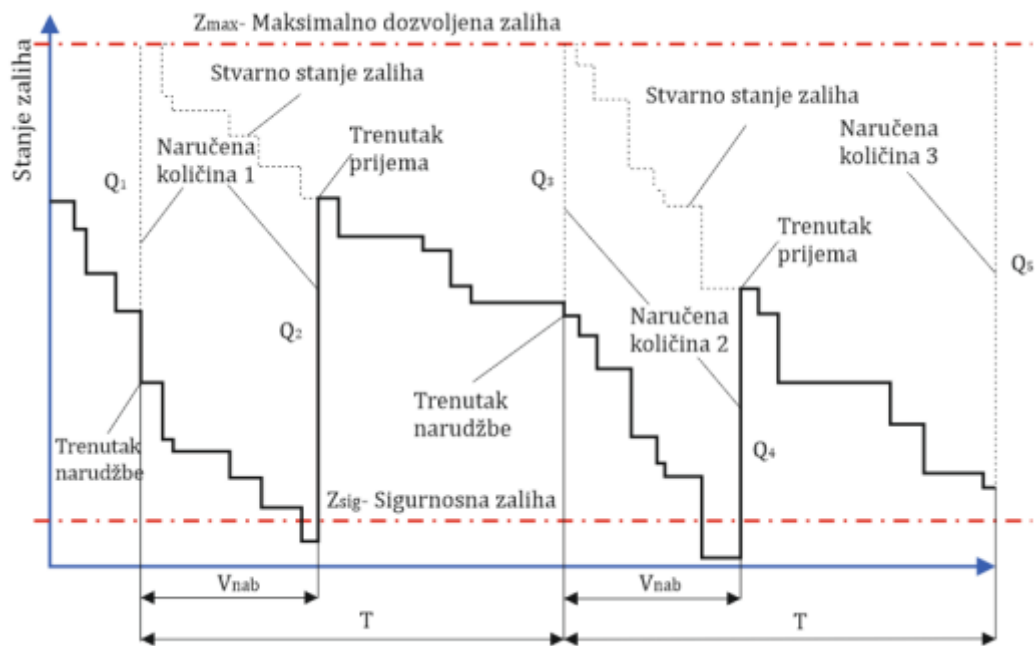 Zmax- Maksimalno dozvoljena zaliha
Stanje zaliha
Stvarno stanje zaliha
Stvarno stanje zaliha
Naručena
količina 3
Trenutak
prijema
Naručena
količina 1
Q1
Q3
Trenutak
prijema
Q5
Q2
Naručena
količina 2
Trenutak
narudžbe
Trenutak
narudžbe
Q4
Zsig- Sigurnosna zaliha
Vnab
Vnab
T
T